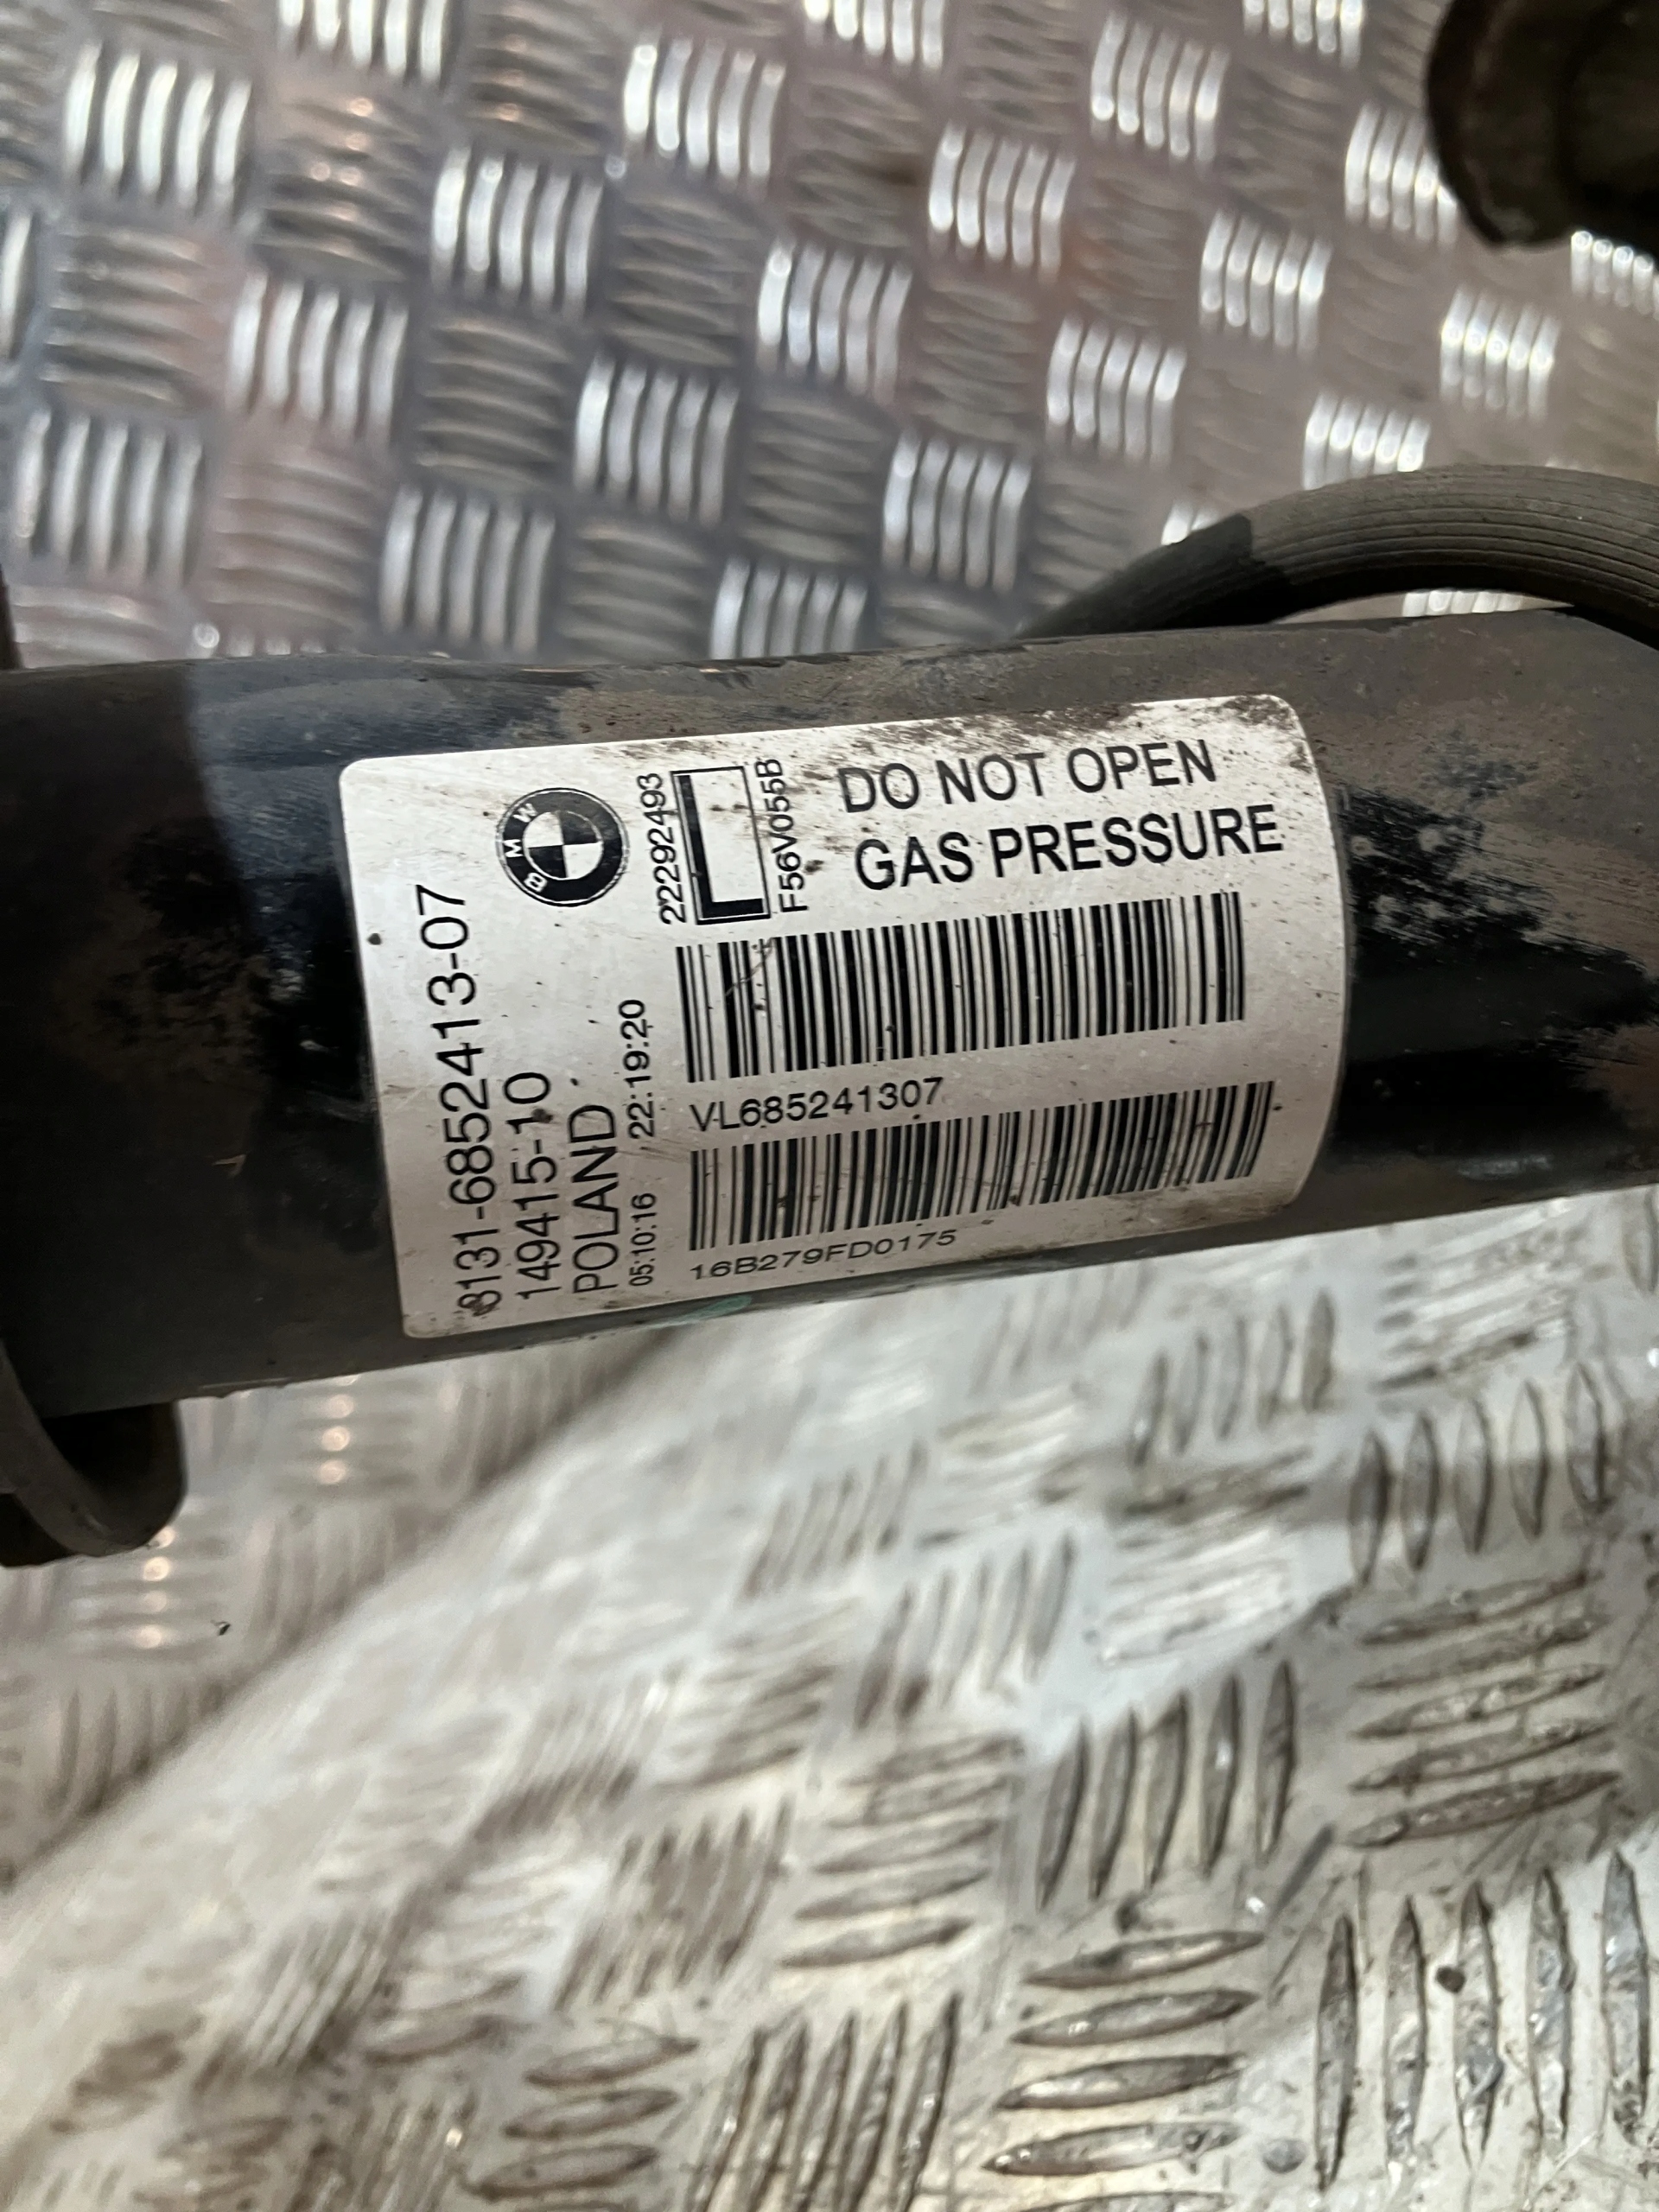 3131-6852413-07
149415-10
POLAND
05:10:16 22:19:20
BMW
22292493
L
F56V055B
DO NOT OPEN
GAS PRESSURE
VL685241307
16B279FD0175